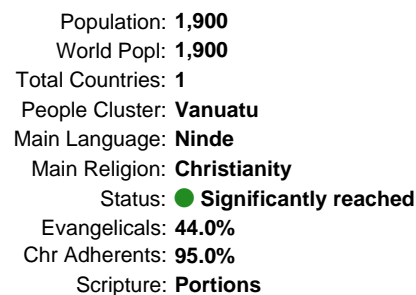 Population: 1,900
World Popl: 1,900
Total Countries: 1
People Cluster: Vanuatu
Main Language: Ninde
Main Religion: Christianity
Status: Significantly reached
Evangelicals: 44.0%
Chr Adherents: 95.0%
Scripture: Portions